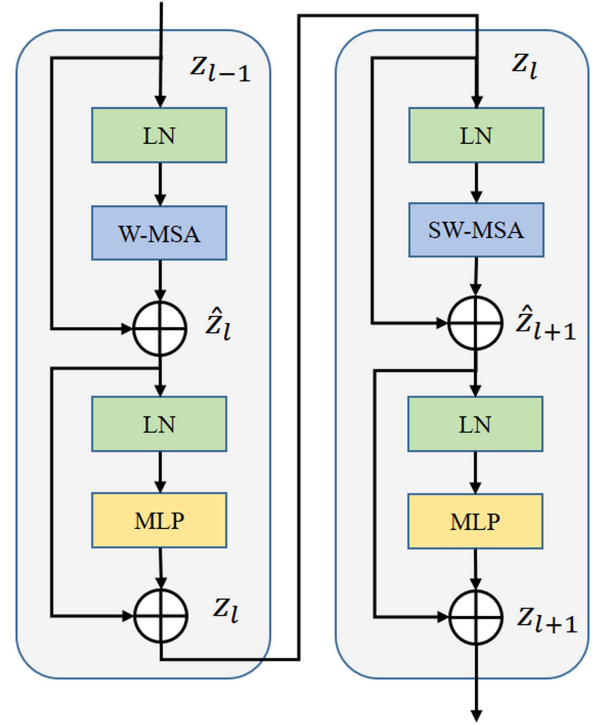 z_{l-1}
LN
W-MSA
ẑ_l
LN
MLP
z_l
z_l
LN
SW-MSA
ẑ_{l+1}
LN
MLP
z_{l+1}